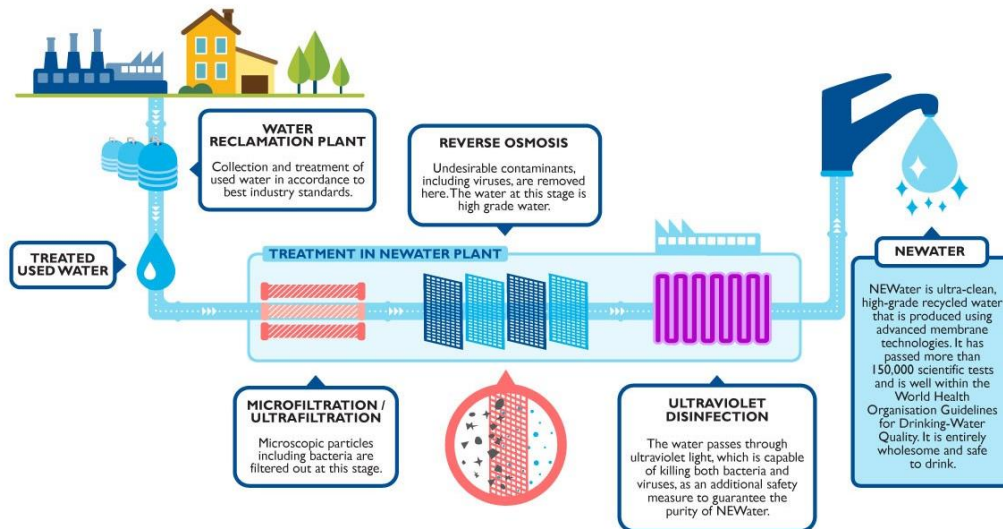 WATER
RECLAMATION PLANT
Collection and treatment of
used water in accordance to
best industry standards.
TREATED
USED WATER
TREATMENT IN NEWATER PLANT
MICROFILTRATION /
ULTRAFILTRATION
Microscopic particles
including bacteria are
filtered out at this stage.
REVERSE OSMOSIS
Undesirable contaminants,
including viruses, are removed
here. The water at this stage is
high grade water.
ULTRAVIOLET
DISINFECTION
The water passes through
ultraviolet light, which is capable
of killing both bacteria and
viruses, as an additional safety
measure to guarantee the
purity of NEWater.
NEWATER
NEWater is ultra-clean,
high-grade recycled water
that is produced using
advanced membrane
technologies. It has
passed more than
150,000 scientific tests
and is well within the
World Health
Organisation Guidelines
for Drinking-Water
Quality. It is entirely
wholesome and safe
to drink.